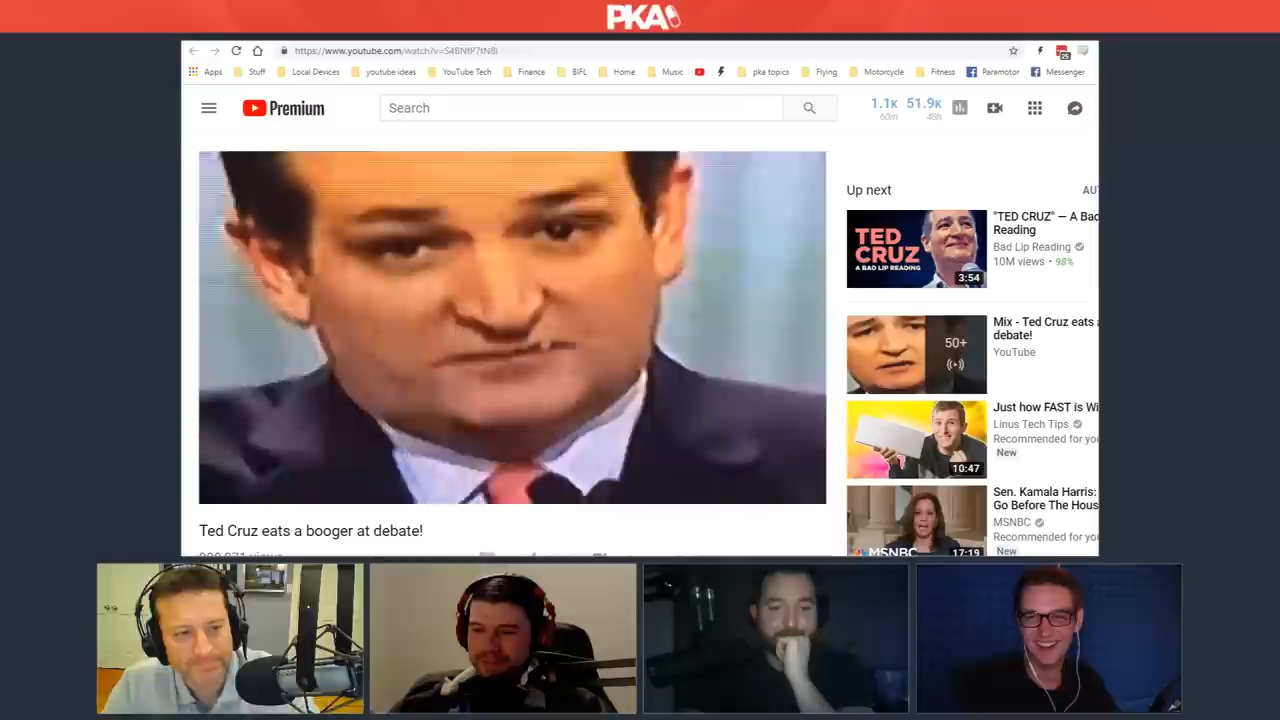 PKA
https://www.youtube.com/watch?v=S4BNtP7tN8I
25
Apps Stuff Local Devices youtube ideas YouTube Tech Finance BIFL Home Music pka topics Flying Motorcycle Fitness Paramotor Messenger
Premium
Search
1.1K 51.9K
60m 48h
Up next
AUT
"TED CRUZ" — A Bad
Reading
Bad Lip Reading
10M views • 98%
TED
CRUZ
A BAD LIP READING
3:54
Mix - Ted Cruz eats a
debate!
YouTube
50+
Just how FAST is Wi
Linus Tech Tips
Recommended for you
New
10:47
Sen. Kamala Harris:
Go Before The Hous
MSNBC
Recommended for you
New
MSNBC
17:19
Ted Cruz eats a booger at debate!
views